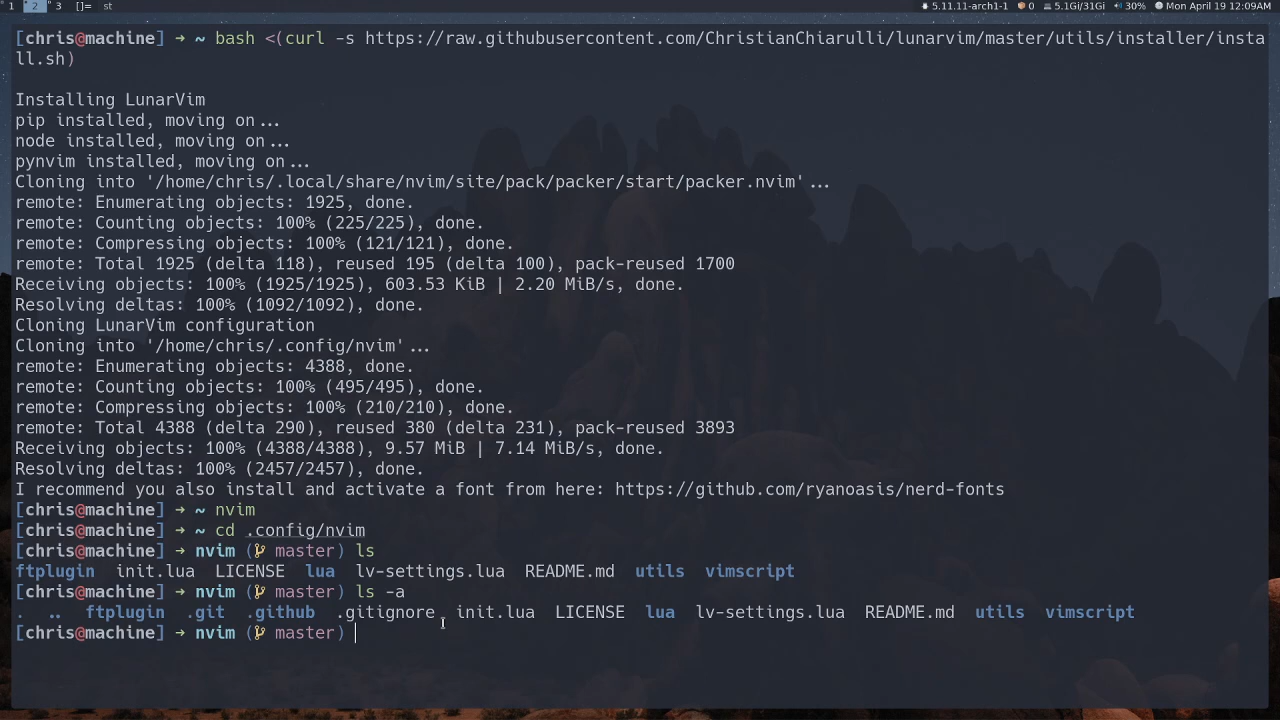 1 2 3 []= st 5.11.11-arch1-1 0 5.1Gi/31Gi 30% Mon April 19 12:09AM
[chris@machine] → ~ bash <(curl -s https://raw.githubusercontent.com/ChristianChiarulli/lunarvim/master/utils/installer/insta
ll.sh)
Installing LunarVim
pip installed, moving on...
node installed, moving on...
pynvim installed, moving on...
Cloning into '/home/chris/.local/share/nvim/site/pack/packer/start/packer.nvim'...
remote: Enumerating objects: 1925, done.
remote: Counting objects: 100% (225/225), done.
remote: Compressing objects: 100% (121/121), done.
remote: Total 1925 (delta 118), reused 195 (delta 100), pack-reused 1700
Receiving objects: 100% (1925/1925), 603.53 KiB | 2.20 MiB/s, done.
Resolving deltas: 100% (1092/1092), done.
Cloning LunarVim configuration
Cloning into '/home/chris/.config/nvim'...
remote: Enumerating objects: 4388, done.
remote: Counting objects: 100% (495/495), done.
remote: Compressing objects: 100% (210/210), done.
remote: Total 4388 (delta 290), reused 380 (delta 231), pack-reused 3893
Receiving objects: 100% (4388/4388), 9.57 MiB | 7.14 MiB/s, done.
Resolving deltas: 100% (2457/2457), done.
I recommend you also install and activate a font from here: https://github.com/ryanoasis/nerd-fonts
[chris@machine] → ~ nvim
[chris@machine] → ~ cd .config/nvim
[chris@machine] → nvim ( master) ls
ftplugin init.lua LICENSE lua lv-settings.lua README.md utils vimscript
[chris@machine] → nvim ( master) ls -a
. .. ftplugin .git .github .gitignore init.lua LICENSE lua lv-settings.lua README.md utils vimscript
[chris@machine] → nvim ( master)